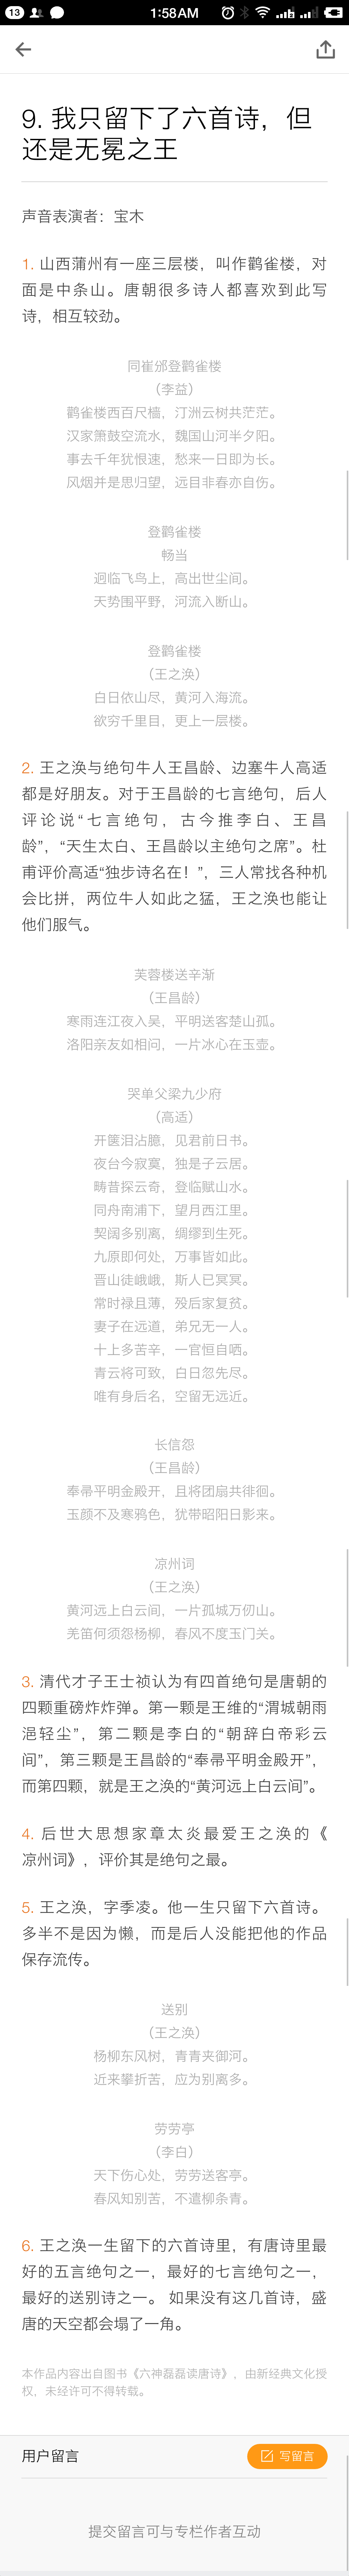 13
1:58AM
9. 我只留下了六首诗，但
还是无冕之王
声音表演者：宝木
1. 山西蒲州有一座三层楼，叫作鹳雀楼，对
面是中条山。唐朝很多诗人都喜欢到此写
诗，相互较劲。
同崔邠登鹳雀楼
（李益）
鹳雀楼西百尺樯，汀洲云树共茫茫。
汉家箫鼓空流水，魏国山河半夕阳。
事去千年犹恨速，愁来一日即为长。
风烟并是思归望，远目非春亦自伤。
登鹳雀楼
畅当
迥临飞鸟上，高出世尘间。
天势围平野，河流入断山。
登鹳雀楼
（王之涣）
白日依山尽，黄河入海流。
欲穷千里目，更上一层楼。
2. 王之涣与绝句牛人王昌龄、边塞牛人高适
都是好朋友。对于王昌龄的七言绝句，后人
评论说“七言绝句，古今推李白、王昌
龄”，“天生太白、王昌龄以主绝句之席”。杜
甫评价高适“独步诗名在！”，三人常找各种机
会比拼，两位牛人如此之猛，王之涣也能让
他们服气。
芙蓉楼送辛渐
（王昌龄）
寒雨连江夜入吴，平明送客楚山孤。
洛阳亲友如相问，一片冰心在玉壶。
哭单父梁九少府
（高适）
开箧泪沾臆，见君前日书。
夜台今寂寞，独是子云居。
畴昔探云奇，登临赋山水。
同舟南浦下，望月西江里。
契阔多别离，绸缪到生死。
九原即何处，万事皆如此。
晋山徒峨峨，斯人已冥冥。
常时禄且薄，殁后家复贫。
妻子在远道，弟兄无一人。
十上多苦辛，一官恒自哂。
青云将可致，白日忽先尽。
唯有身后名，空留无远近。
长信怨
（王昌龄）
奉帚平明金殿开，且将团扇共徘徊。
玉颜不及寒鸦色，犹带昭阳日影来。
凉州词
（王之涣）
黄河远上白云间，一片孤城万仞山。
羌笛何须怨杨柳，春风不度玉门关。
3. 清代才子王士祯认为有四首绝句是唐朝的
四颗重磅炸弹。第一颗是王维的“渭城朝雨
浥轻尘”，第二颗是李白的“朝辞白帝彩云
间”，第三颗是王昌龄的“奉帚平明金殿开”，
而第四颗，就是王之涣的“黄河远上白云间”。
4. 后世大思想家章太炎最爱王之涣的《
凉州词》，评价其是绝句之最。
5. 王之涣，字季凌。他一生只留下六首诗。
多半不是因为懒，而是后人没能把他的作品
保存流传。
送别
（王之涣）
杨柳东风树，青青夹御河。
近来攀折苦，应为别离多。
劳劳亭
（李白）
天下伤心处，劳劳送客亭。
春风知别苦，不遣柳条青。
6. 王之涣一生留下的六首诗里，有唐诗里最
好的五言绝句之一，最好的七言绝句之一，
最好的送别诗之一。 如果没有这几首诗，盛
唐的天空都会塌了一角。
本作品内容出自图书《六神磊磊读唐诗》，由新经典文化授
权，未经许可不得转载。
用户留言
写留言
提交留言可与专栏作者互动